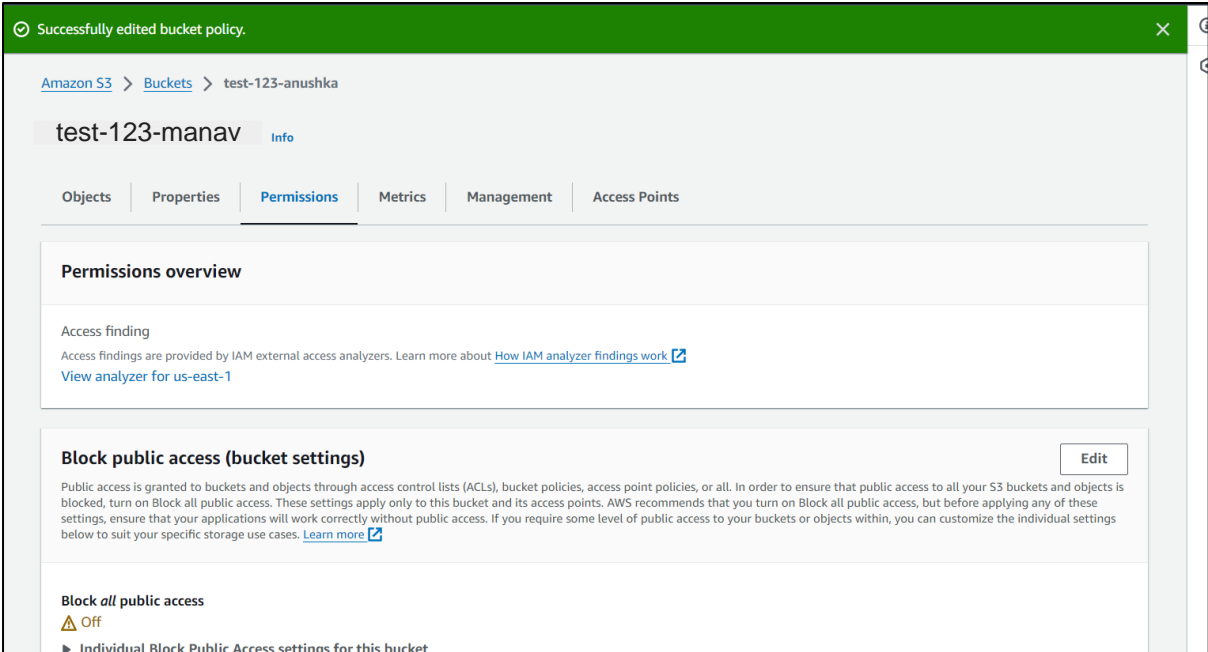 Successfully edited bucket policy.
Amazon S3 > Buckets > test-123-anushka
test-123-manav Info
Objects Properties Permissions Metrics Management Access Points
Permissions overview
Access finding
Access findings are provided by IAM external access analyzers. Learn more about How IAM analyzer findings work
View analyzer for us-east-1
Block public access (bucket settings) Edit
Public access is granted to buckets and objects through access control lists (ACLs), bucket policies, access point policies, or all. In order to ensure that public access to all your S3 buckets and objects is
blocked, turn on Block all public access. These settings apply only to this bucket and its access points. AWS recommends that you turn on Block all public access, but before applying any of these
settings, ensure that your applications will work correctly without public access. If you require some level of public access to your buckets or objects within, you can customize the individual settings
below to suit your specific storage use cases. Learn more
Block all public access
Off
Individual Block Public Access settings for this bucket